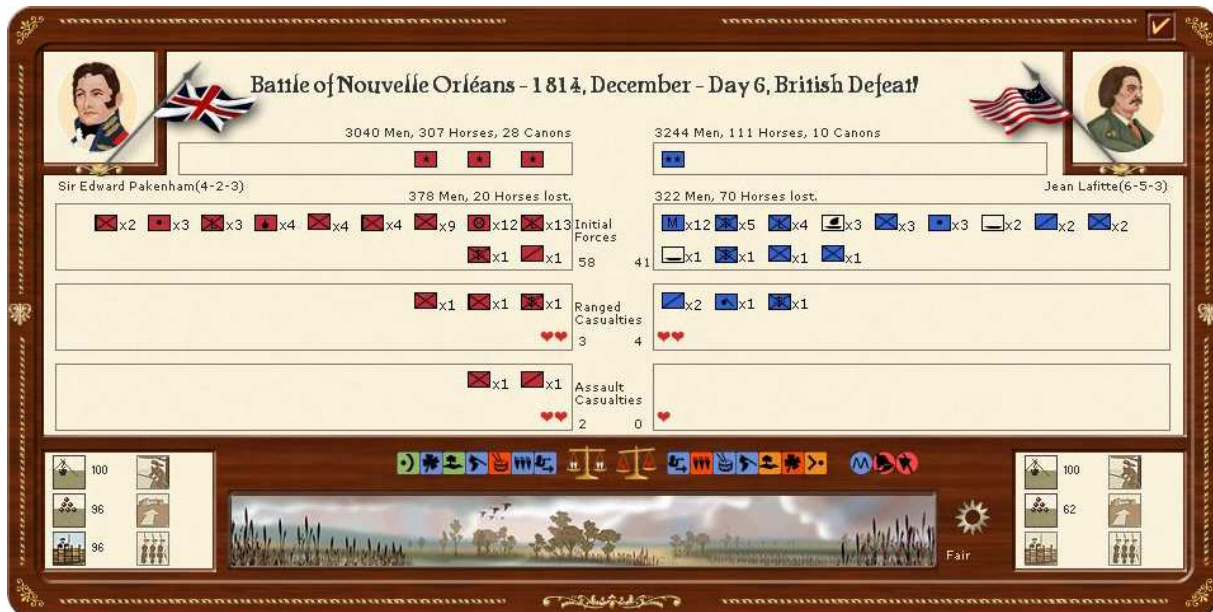 Battle of Nouvelle Orléans - 1814, December - Day 6, British Defeat!
3040 Men, 307 Horses, 28 Canons
3244 Men, 111 Horses, 10 Canons
Sir Edward Pakenham(4-2-3)
Jean Lafitte(6-5-3)
378 Men, 20 Horses lost.
322 Men, 70 Horses lost.
x2 x3 x3 x4 x4 x4 x9 x12 x13
x1 x1
Initial
Forces
58 41
M x12 x5 x4 x3 x3 x3 x2 x2 x2
x1 x1 x1 x1
x1 x1 x1
Ranged
Casualties
3 4
x2 x1 x1
x1 x1
Assault
Casualties
2 0
100
96
96
100
62
Fair